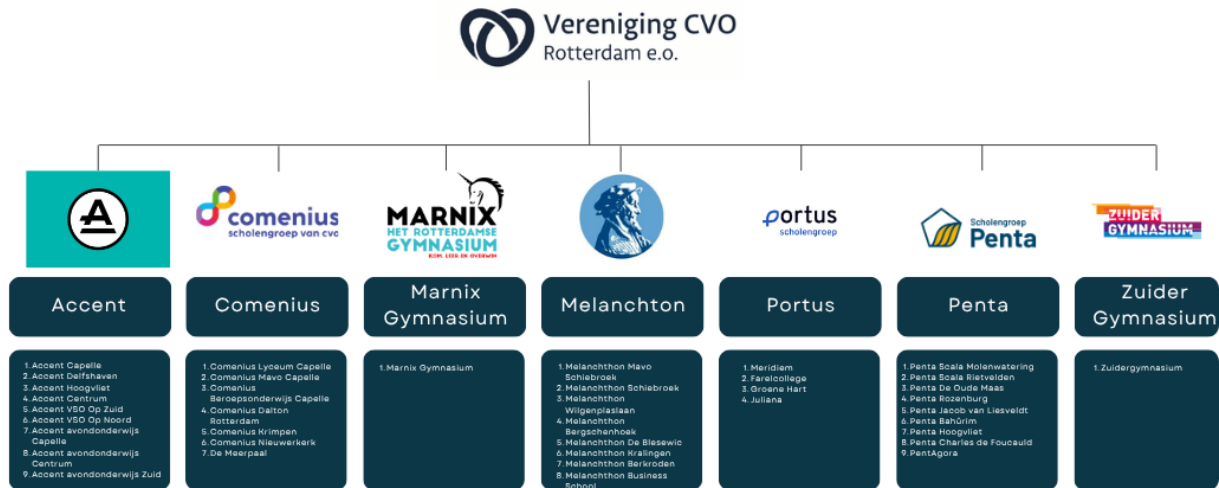 Vereniging CVO
Rotterdam e.o.
A
comenius
scholengroep van cvo
MARNIX
HET ROTTERDAMSE
GYMNASIUM
KOM, LEER EN OVERWIN
portus
scholengroep
Scholengroep
Penta
ZUIDER
GYMNASIUM
Accent
Comenius
Marnix
Gymnasium
Melanchton
Portus
Penta
Zuider
Gymnasium
1. Accent Capelle
2. Accent Delfshaven
3. Accent Hoogvliet
4. Accent Centrum
5. Accent VSO Op Zuid
6. Accent VSO Op Noord
7. Accent avondonderwijs
Capelle
8. Accent avondonderwijs
Centrum
9. Accent avondonderwijs Zuid
1. Comenius Lyceum Capelle
2. Comenius Mavo Capelle
3. Comenius
Beroepsonderwijs Capelle
4. Comenius Dalton
Rotterdam
5. Comenius Krimpen
6. Comenius Nieuwerkerk
7. De Meerpaal
1. Marnix Gymnasium
1. Melanchthon Mavo
Schiebroek
2. Melanchthon Schiebroek
3. Melanchthon
Wilgenplaslaan
4. Melanchthon
Bergschenhoek
5. Melanchthon De Blesewic
6. Melanchthon Kralingen
7. Melanchthon Berkroden
8. Melanchthon Business
School
1. Meridiem
2. Farelcollege
3. Groene Hart
4. Juliana
1. Penta Scala Molenwatering
2. Penta Scala Rietvelden
3. Penta De Oude Maas
4. Penta Rozenburg
5. Penta Jacob van Liesveldt
6. Penta Bahûrim
7. Penta Hoogvliet
8. Penta Charles de Foucauld
9. PentAgora
1. Zuidergymnasium